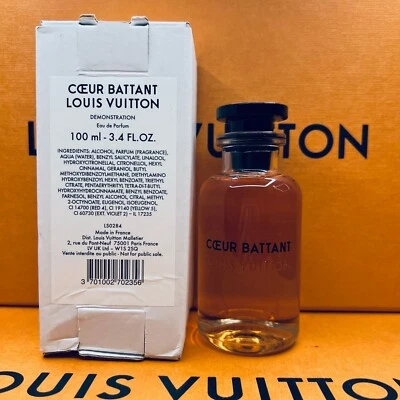 CŒUR BATTANT
LOUIS VUITTON
DEMONSTRATION
Eau de Parfum
100 ml - 3.4 FL.OZ.
INGREDIENTS: ALCOHOL, PARFUM (FRAGRANCE),
AQUA (WATER), BENZYL SALICYLATE, LINALOOL,
HYDROXYCITRONELLAL, CITRONELLOL, HEXYL
CINNAMAL, GERANIOL, BUTYL
METHOXYDIBENZOYLMETHANE, DIETHYLAMINO
HYDROXYBENZOYL HEXYL BENZOATE, TRIETHYL
CITRATE, PENTAERYTHRITYL TETRA-DI-T-BUTYL
HYDROXYHYDROCINNAMATE, BENZYL BENZOATE,
FARNESOL, BENZYL ALCOHOL, CITRAL, METHYL
2-OCTYNOATE, EUGENOL, ISOEUGENOL,
CI 14700 (RED 4), CI 19140 (YELLOW 5),
CI 60730 (EXT. VIOLET 2) - IL 17235
LS0284
Made in France
Dist. Louis Vuitton Malletier
2, rue du Pont-Neuf 75001 Paris France
LV UK Ltd - W1S 2SQ
Vente interdite au public - Not for public sale.
3 701002 702356
CŒUR BATTANT
VUITTON
LOUIS VUITTON